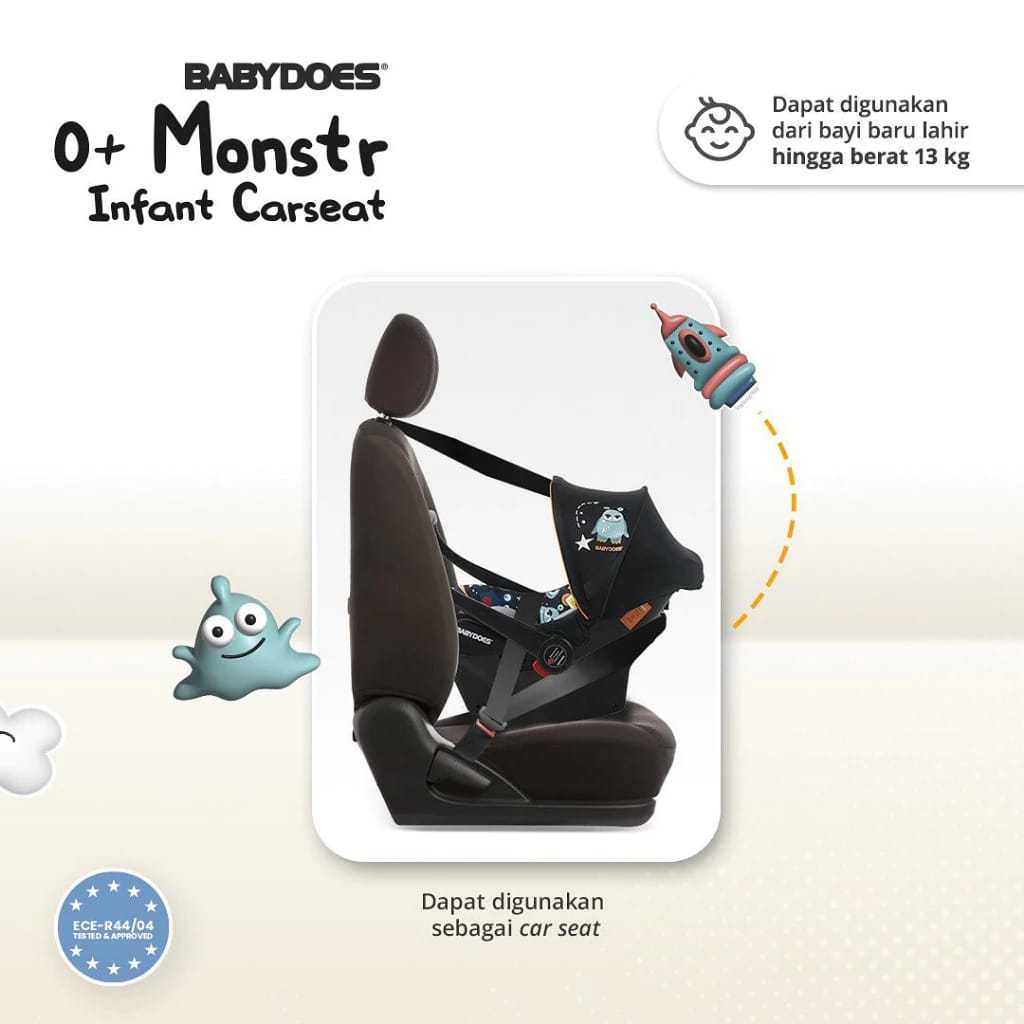 BABYDOES®
0+ Monstr
Infant Carseat
Dapat digunakan
dari bayi baru lahir
hingga berat 13 kg
BABYDOES
BABYDOES
Dapat digunakan
sebagai car seat
ECE-R44/04
TESTED & APPROVED